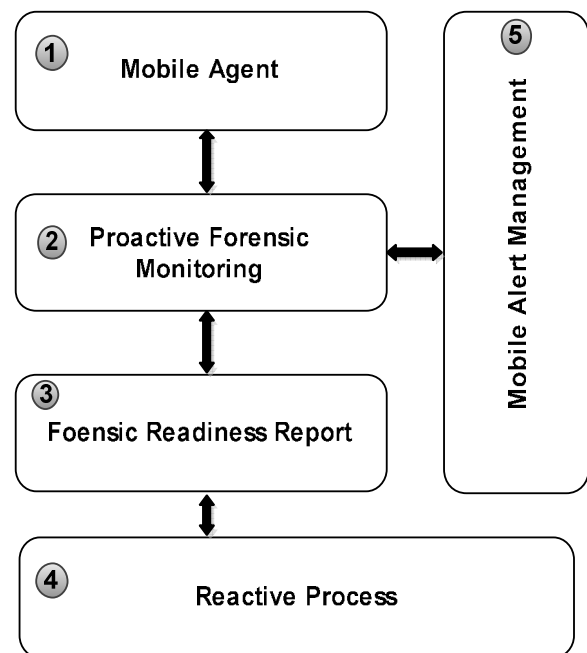 1
Mobile Agent
2
Proactive Forensic
Monitoring
3
Foensic Readiness Report
4
Reactive Process
5
Mobile Alert Management